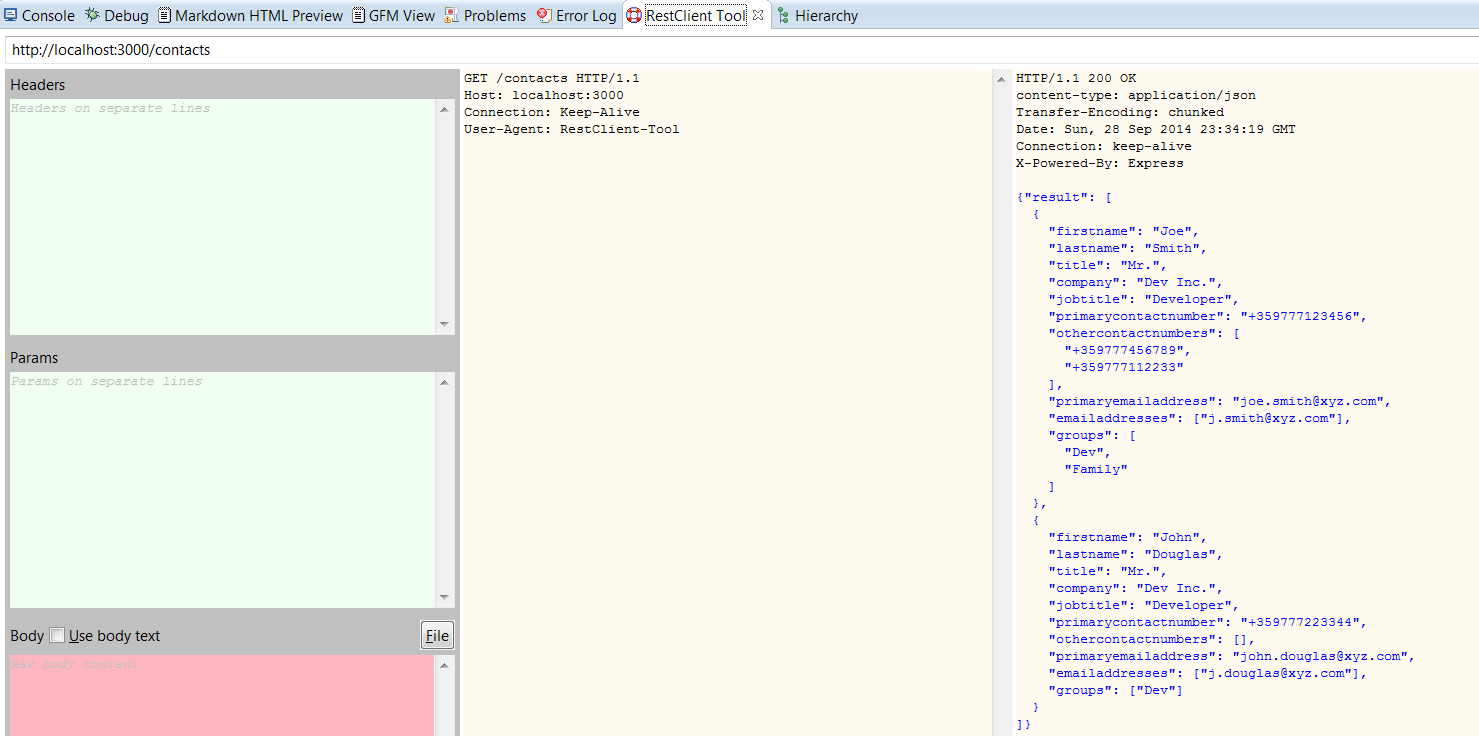 Console Debug Markdown HTML Preview GFM View Problems Error Log RestClient Tool Hierarchy
http://localhost:3000/contacts
Headers
Headers on separate lines
Params
Params on separate lines
Body Use body text File
Raw body content
GET /contacts HTTP/1.1
Host: localhost:3000
Connection: Keep-Alive
User-Agent: RestClient-Tool
HTTP/1.1 200 OK
content-type: application/json
Transfer-Encoding: chunked
Date: Sun, 28 Sep 2014 23:34:19 GMT
Connection: keep-alive
X-Powered-By: Express
{"result": [
  {
    "firstname": "Joe",
    "lastname": "Smith",
    "title": "Mr.",
    "company": "Dev Inc.",
    "jobtitle": "Developer",
    "primarycontactnumber": "+359777123456",
    "othercontactnumbers": [
      "+359777456789",
      "+359777112233"
    ],
    "primaryemailaddress": "joe.smith@xyz.com",
    "emailaddresses": ["j.smith@xyz.com"],
    "groups": [
      "Dev",
      "Family"
    ]
  },
  {
    "firstname": "John",
    "lastname": "Douglas",
    "title": "Mr.",
    "company": "Dev Inc.",
    "jobtitle": "Developer",
    "primarycontactnumber": "+359777223344",
    "othercontactnumbers": [],
    "primaryemailaddress": "john.douglas@xyz.com",
    "emailaddresses": ["j.douglas@xyz.com"],
    "groups": ["Dev"]
  }
]}